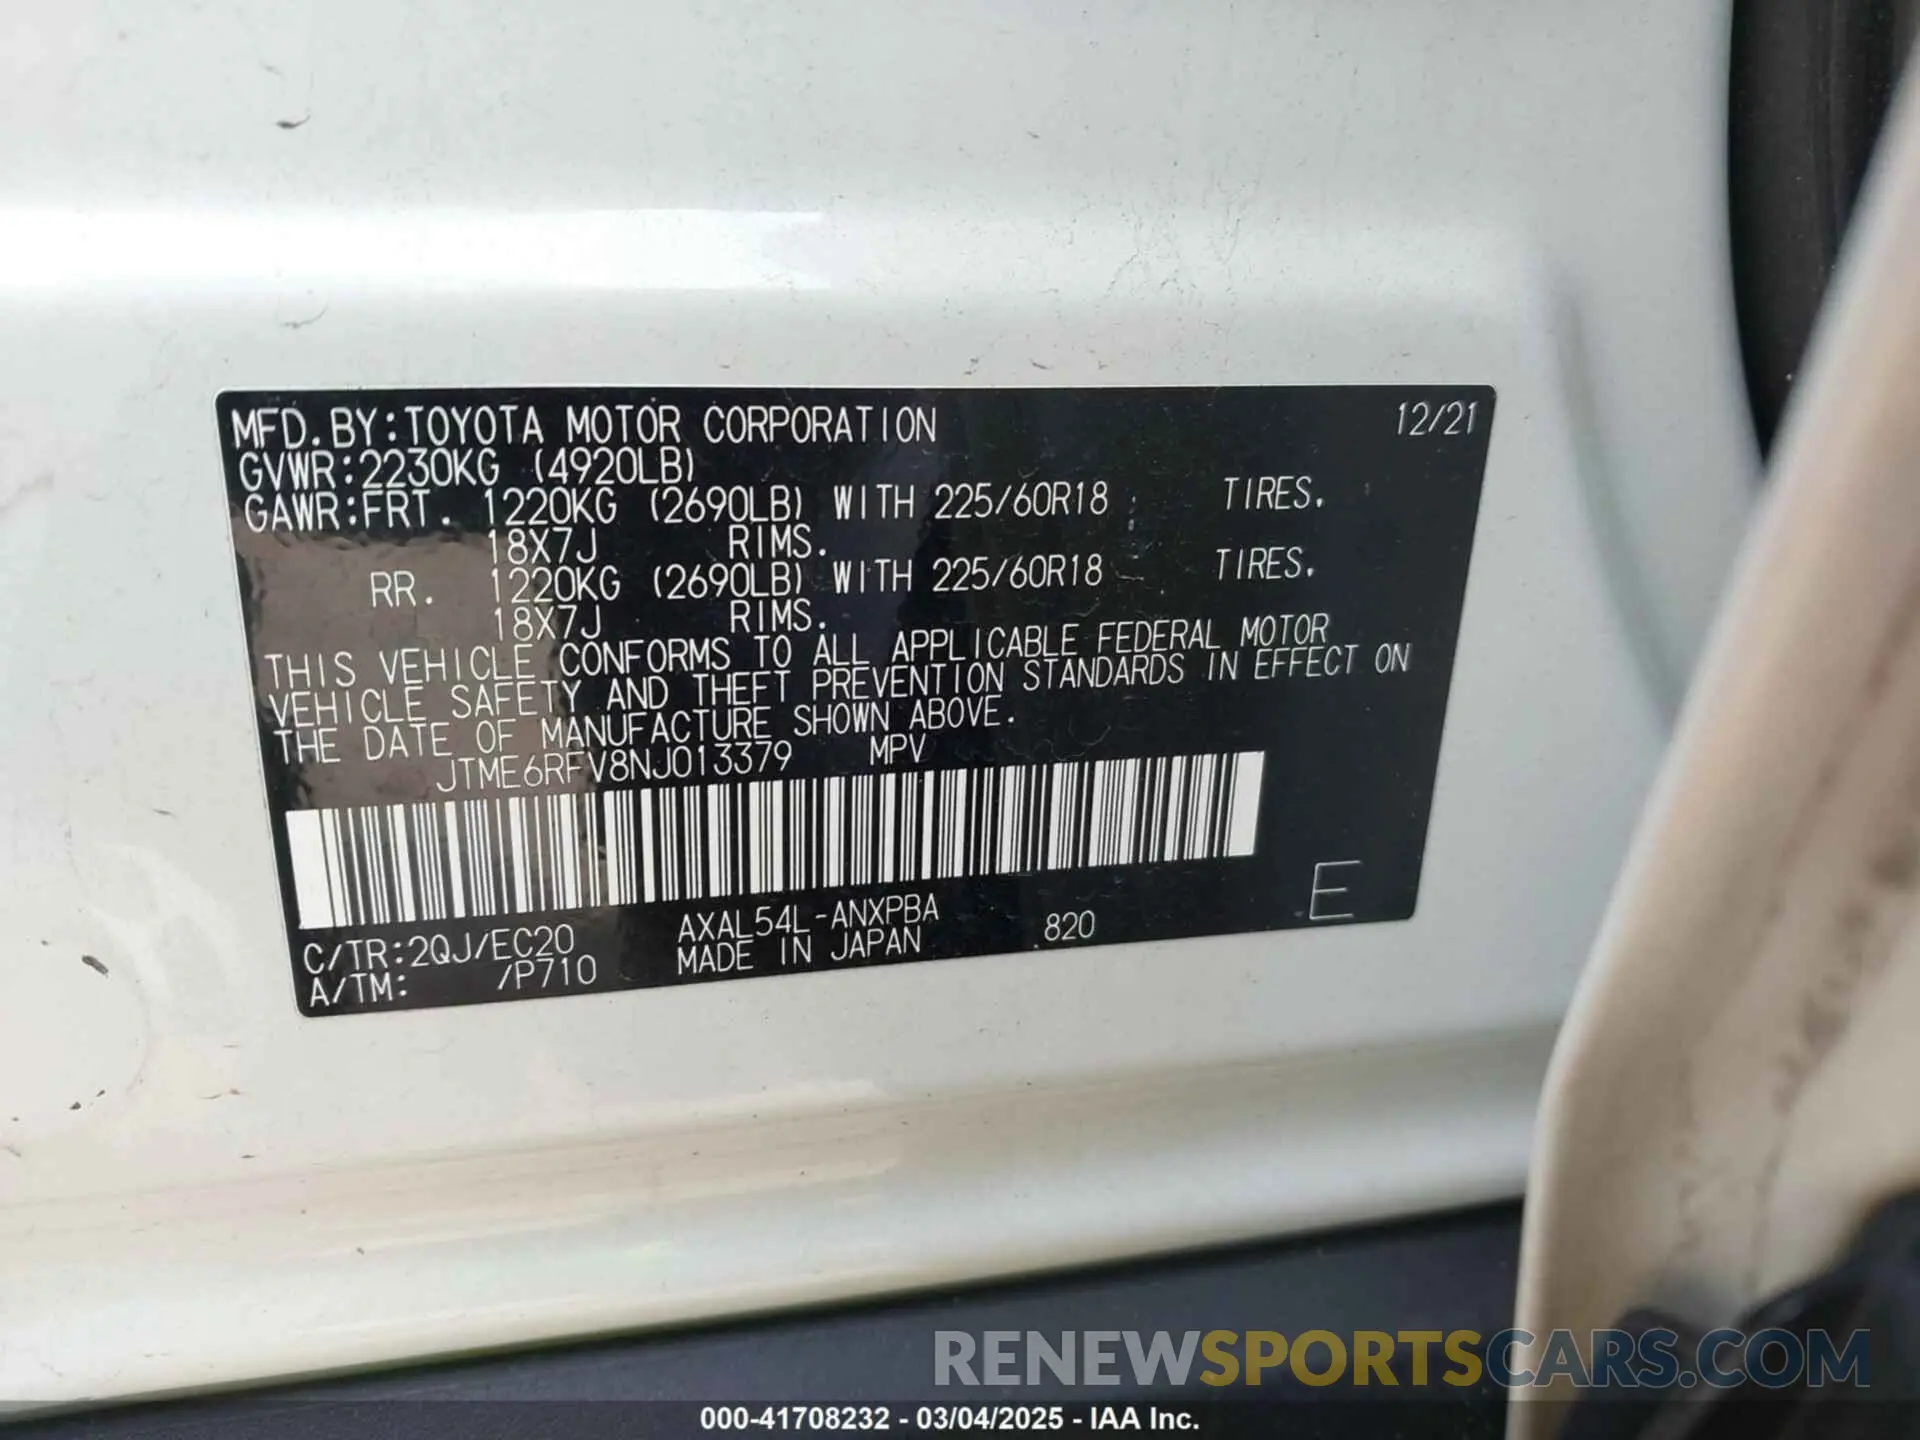 MFD. BY:TOYOTA MOTOR CORPORATION 12/21
GVWR:2230KG (4920LB)
GAWR:FRT. 1220KG (2690LB) WITH 225/60R18 TIRES.
18X7J RIMS.
RR. 1220KG (2690LB) WITH 225/60R18 TIRES.
18X7J RIMS.
THIS VEHICLE CONFORMS TO ALL APPLICABLE FEDERAL MOTOR
VEHICLE SAFETY AND THEFT PREVENTION STANDARDS IN EFFECT ON
THE DATE OF MANUFACTURE SHOWN ABOVE.
JTME6RFV8NJ013379 MPV
C/TR:2QJ/EC20 AXAL54L-ANXPBA 820 E
A/TM: /P710 MADE IN JAPAN
RENEWSPORTSCARS.COM
000-41708232 - 03/04/2025 - IAA Inc.